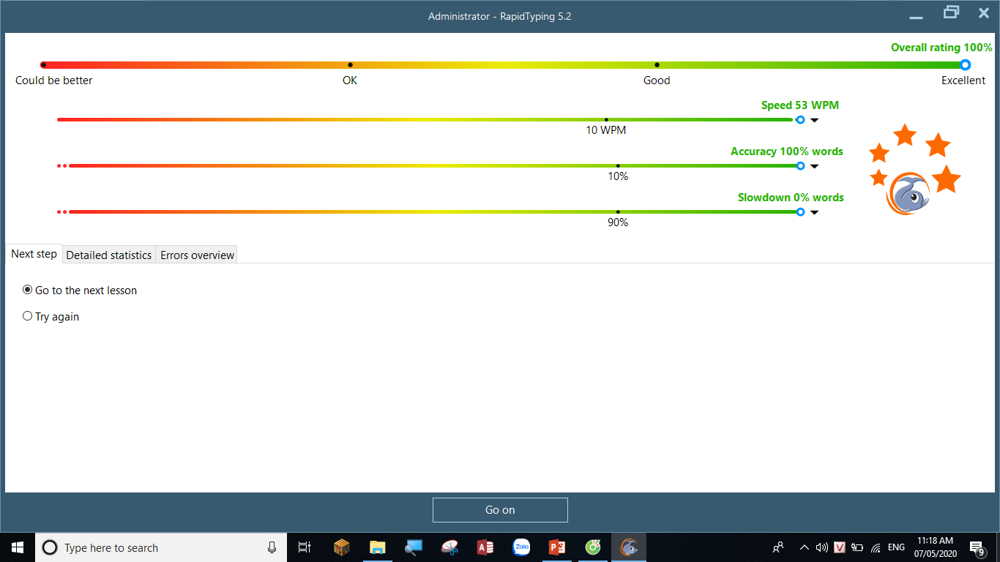 Administrator - RapidTyping 5.2
Overall rating 100%
Could be better
OK
Good
Excellent
Speed 53 WPM
10 WPM
Accuracy 100% words
10%
Slowdown 0% words
90%
Next step
Detailed statistics
Errors overview
Go to the next lesson
Try again
Go on
Type here to search
Zalo
ENG
11:18 AM
07/05/2020
9